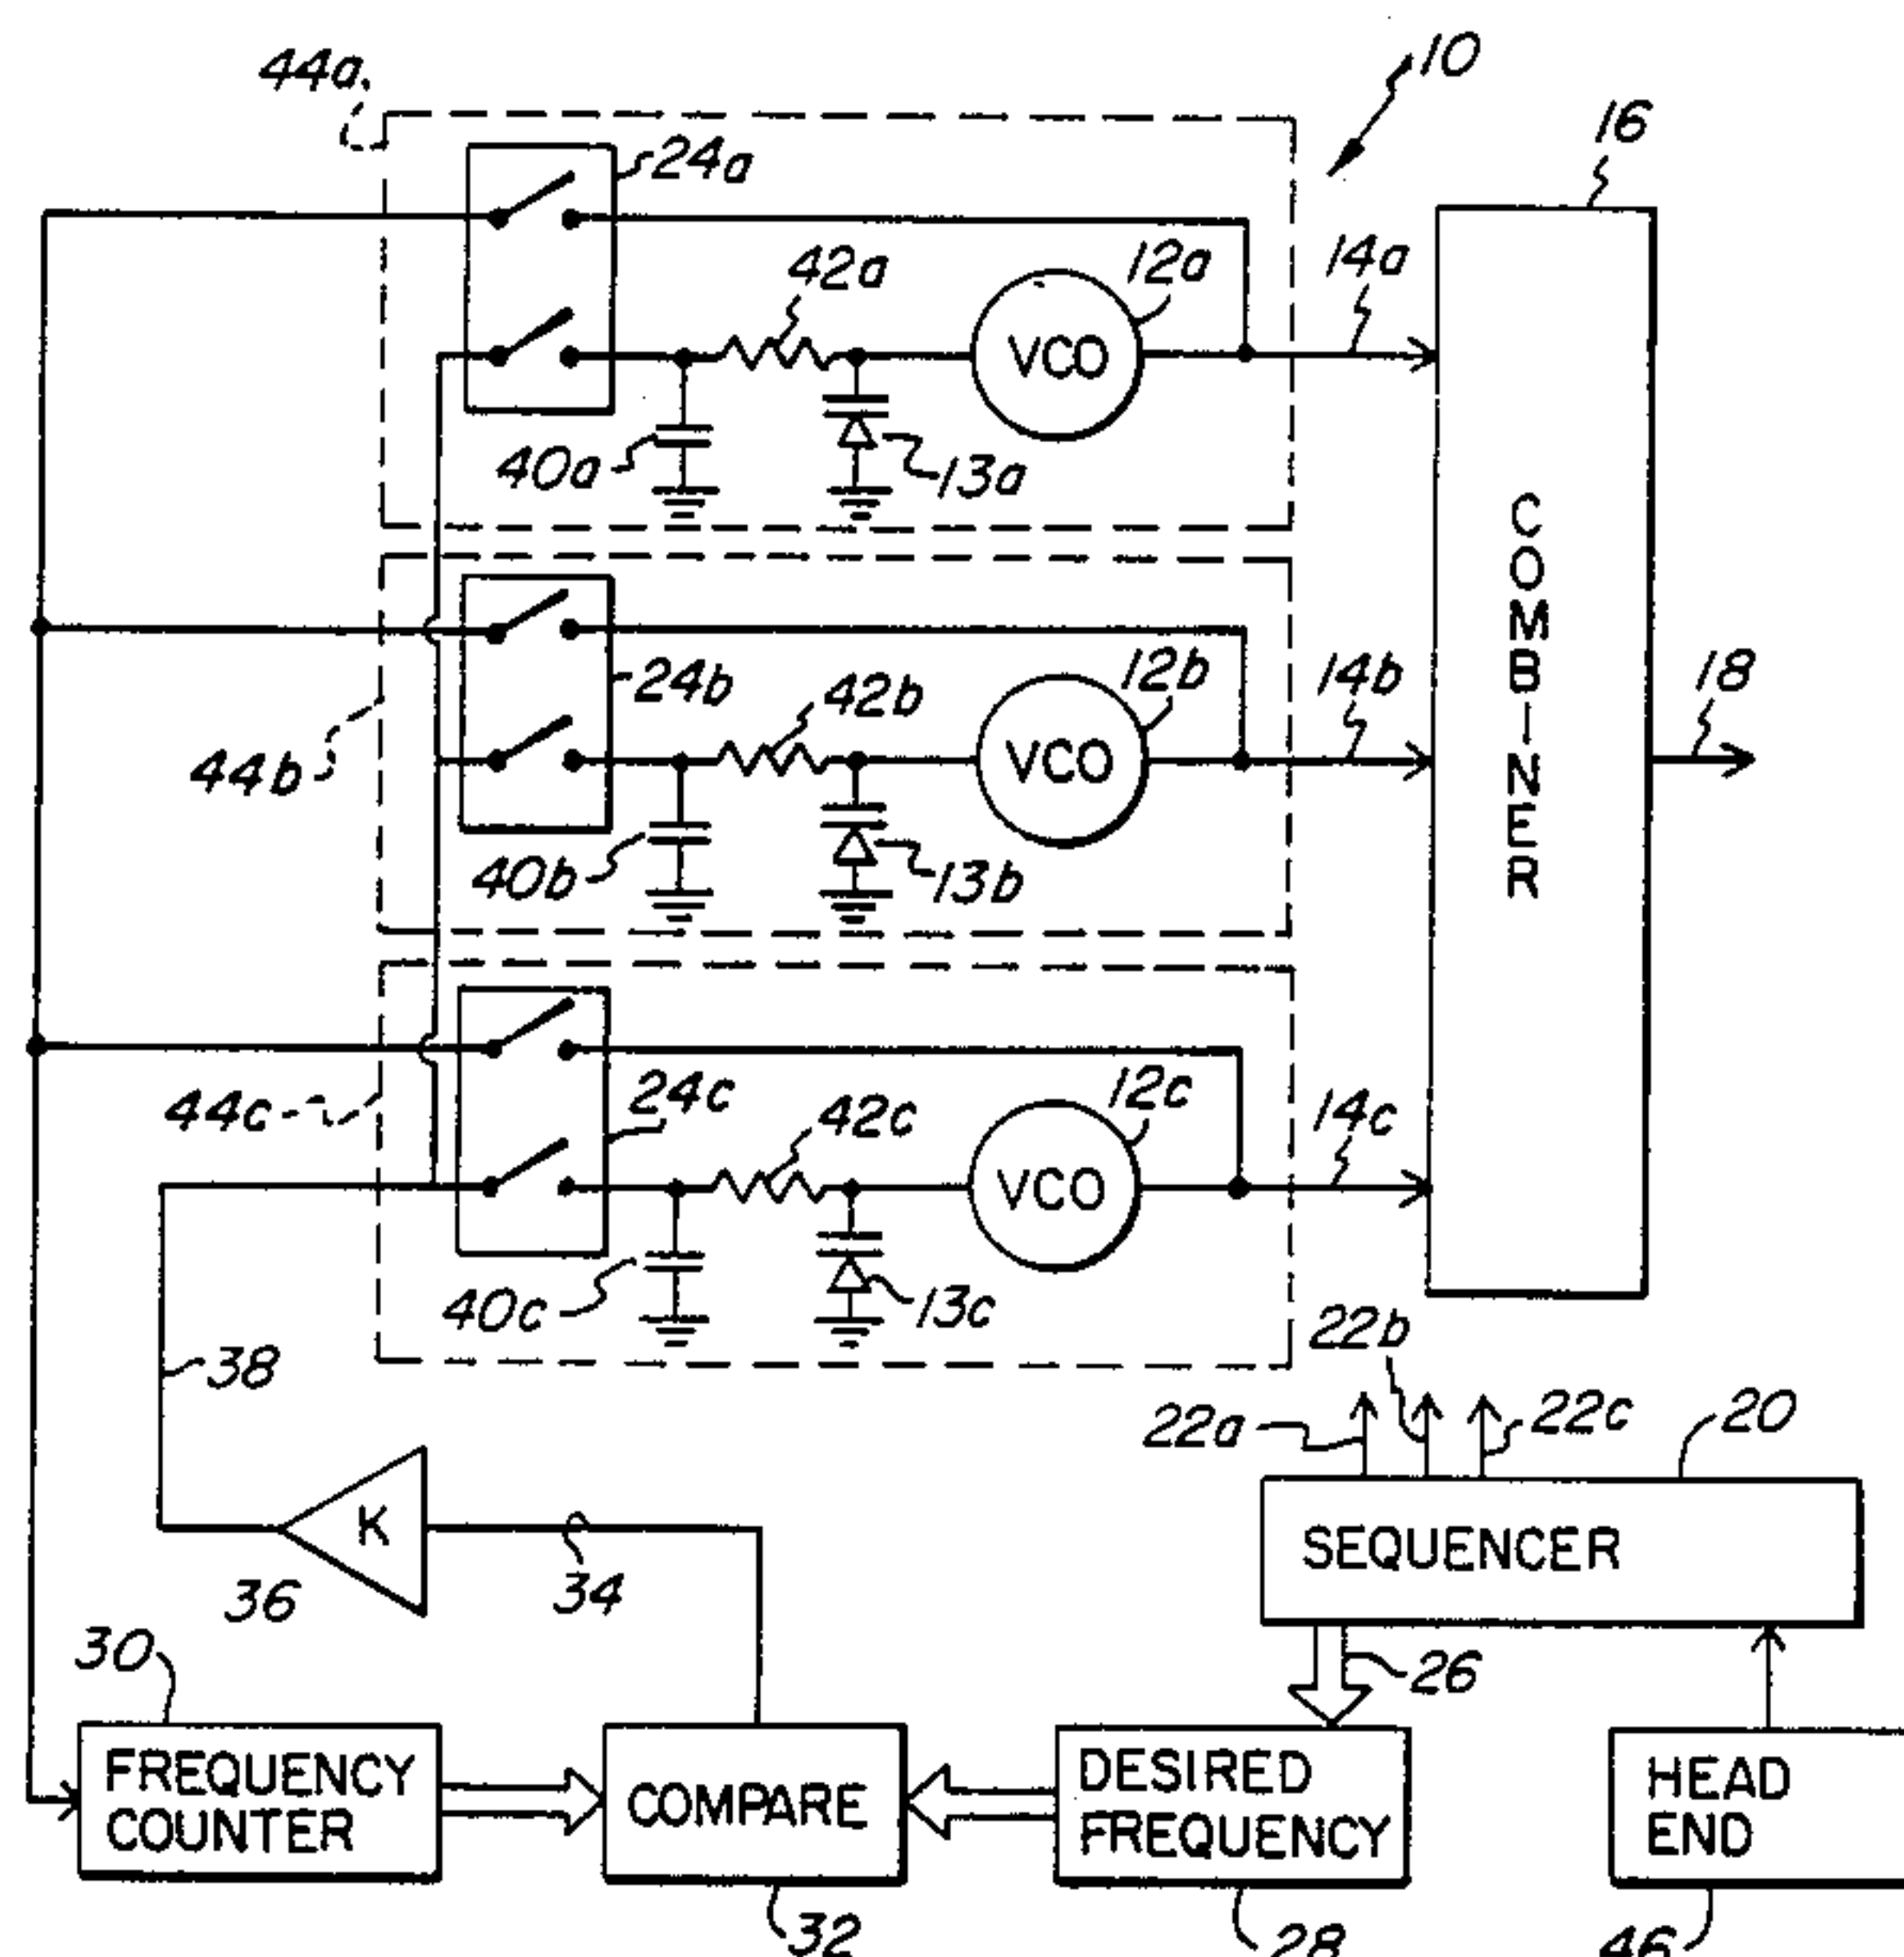 10
44a
24a
16
42a
12a
14a
VCO
40a
13a
COMBINER
24b
42b
12b
14b
18
44b
VCO
40b
13b
44c
24c
42c
12c
14c
VCO
40c
13c
38
22a
22b
22c
20
K
SEQUENCER
36
34
30
26
FREQUENCY
COUNTER
COMPARE
DESIRED
FREQUENCY
HEAD
END
32
28
46